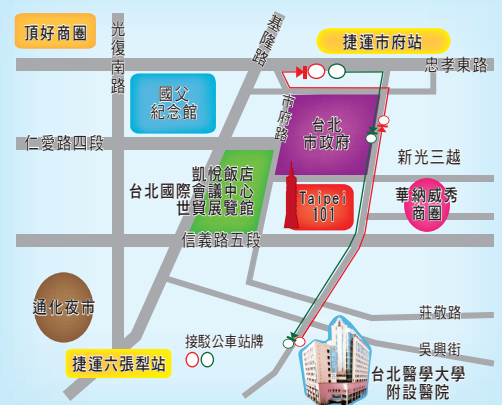 頂好商圈
光復南路
基隆路
捷運市府站
忠孝東路
國父
紀念館
市府路
台北
市政府
仁愛路四段
新光三越
凱悅飯店
台北國際會議中心
世貿展覽館
Taipei
101
華納威秀
商圈
信義路五段
通化夜市
莊敬路
接駁公車站牌
吳興街
捷運六張犁站
台北醫學大學
附設醫院